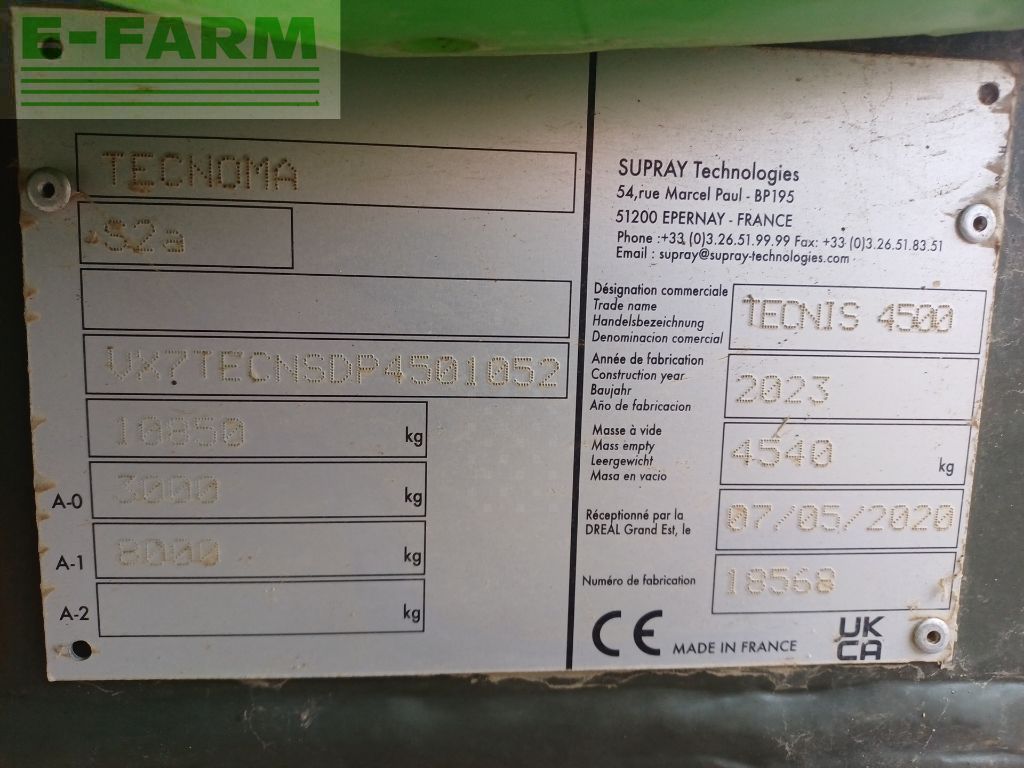 E-FARM
TECNOMA
S2a
VX7TECNSDP4501052
10850 kg
A-0 3000 kg
A-1 8000 kg
A-2 kg
SUPRAY Technologies
54,rue Marcel Paul - BP195
51200 EPERNAY - FRANCE
Phone :+33 (0)3.26.51.99.99 Fax: +33 (0)3.26.51.83.51
Email : supray@supray-technologies.com
Désignation commerciale
Trade name
Handelsbezeichnung
Denominacion comercial
TECNIS 4500
Année de fabrication
Construction year
Baujahr
Año de fabricacion
2023
Masse à vide
Mass empty
Leergewicht
Masa en vacio
4540 kg
Réceptionné par la
DREAL Grand Est, le
07/05/2020
Numéro de fabrication
18568
CE MADE IN FRANCE
UK
CA